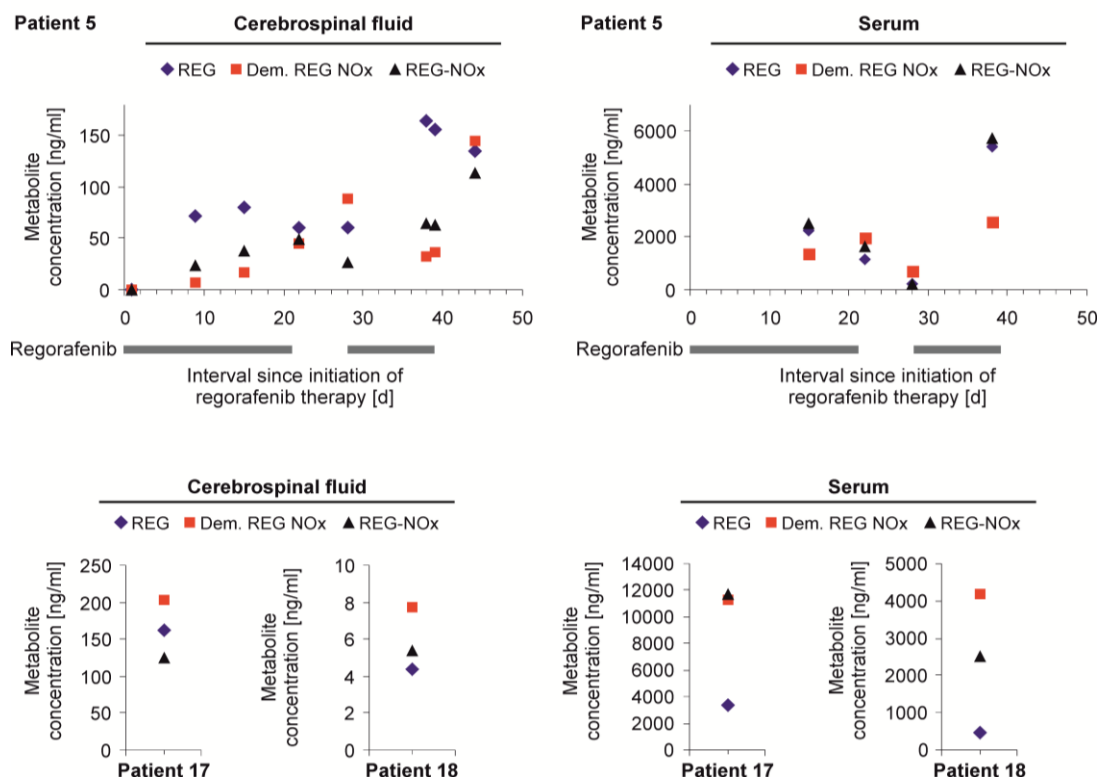 Patient 5
Cerebrospinal fluid
REG
Dem. REG NOx
REG-NOx
Metabolite
concentration [ng/ml]
150
100
50
0
0 10 20 30 40 50
Regorafenib
Interval since initiation of
regorafenib therapy [d]
Patient 5
Serum
REG
Dem. REG NOx
REG-NOx
Metabolite
concentration [ng/ml]
6000
4000
2000
0
0 10 20 30 40 50
Regorafenib
Interval since initiation of
regorafenib therapy [d]
Cerebrospinal fluid
REG
Dem. REG NOx
REG-NOx
Metabolite
concentration [ng/ml]
250
200
150
100
50
0
Patient 17
Metabolite
concentration [ng/ml]
10
8
6
4
2
0
Patient 18
Serum
REG
Dem. REG NOx
REG-NOx
Metabolite
concentration [ng/ml]
14000
12000
10000
8000
6000
4000
2000
0
Patient 17
Metabolite
concentration [ng/ml]
5000
4000
3000
2000
1000
0
Patient 18